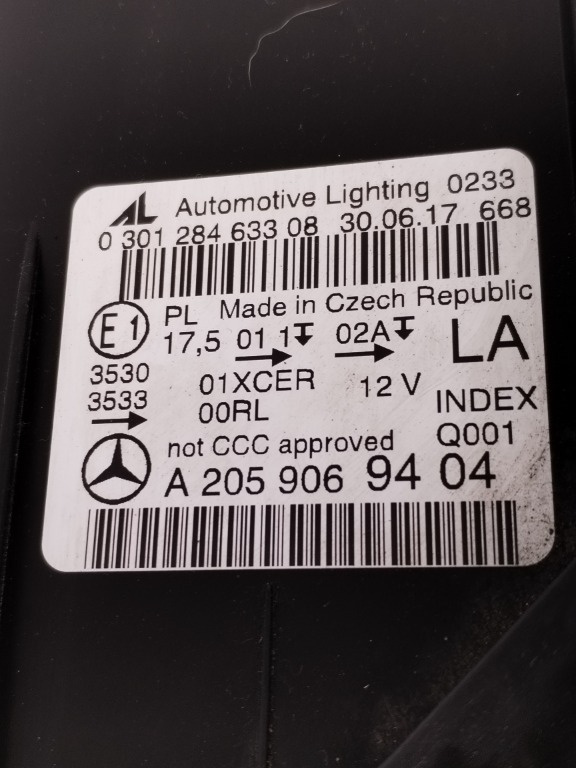 AL Automotive Lighting 0233
0 301 284 633 08 30.06.17 668
E1 PL Made in Czech Republic
17,5 01 1 02A LA
3530 01XCER 12 V
3533 00RL INDEX
not CCC approved Q001
A 205 906 94 04